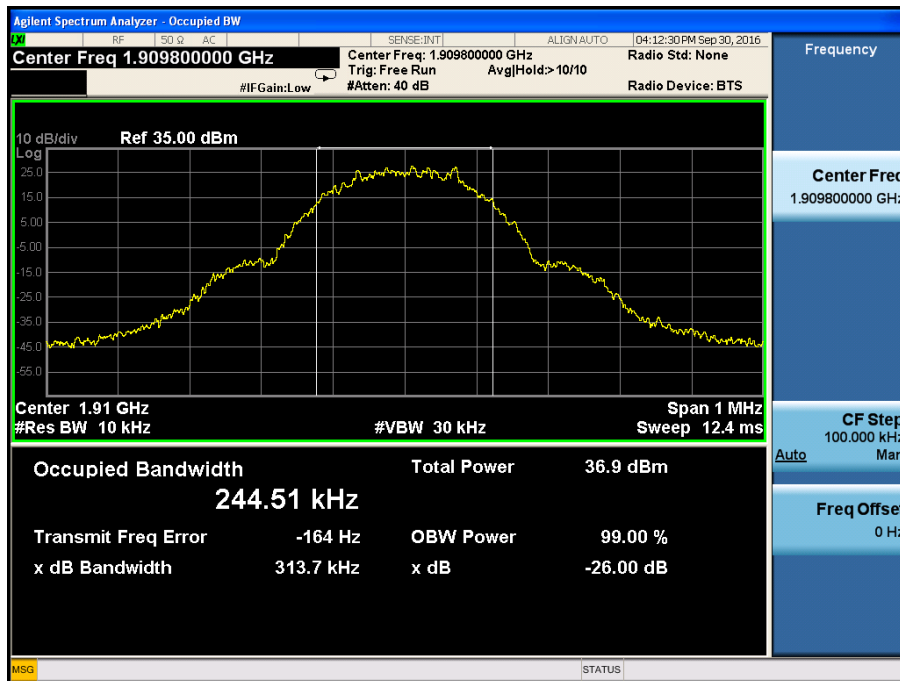 Agilent Spectrum Analyzer - Occupied BW
LXI RF 50 Ω AC SENSE:INT ALIGN AUTO 04:12:30 PM Sep 30, 2016
Center Freq 1.909800000 GHz Center Freq: 1.909800000 GHz Radio Std: None
Trig: Free Run Avg|Hold:>10/10
#IFGain:Low #Atten: 40 dB Radio Device: BTS
10 dB/div Ref 35.00 dBm
Log
25.0
15.0
5.00
-5.00
-15.0
-25.0
-35.0
-45.0
-55.0
Center 1.91 GHz Span 1 MHz
#Res BW 10 kHz #VBW 30 kHz Sweep 12.4 ms
Occupied Bandwidth Total Power 36.9 dBm
244.51 kHz
Transmit Freq Error -164 Hz OBW Power 99.00 %
x dB Bandwidth 313.7 kHz x dB -26.00 dB
MSG STATUS
Frequency
Center Freq
1.909800000 GHz
CF Step
100.000 kHz
Auto Man
Freq Offset
0 Hz